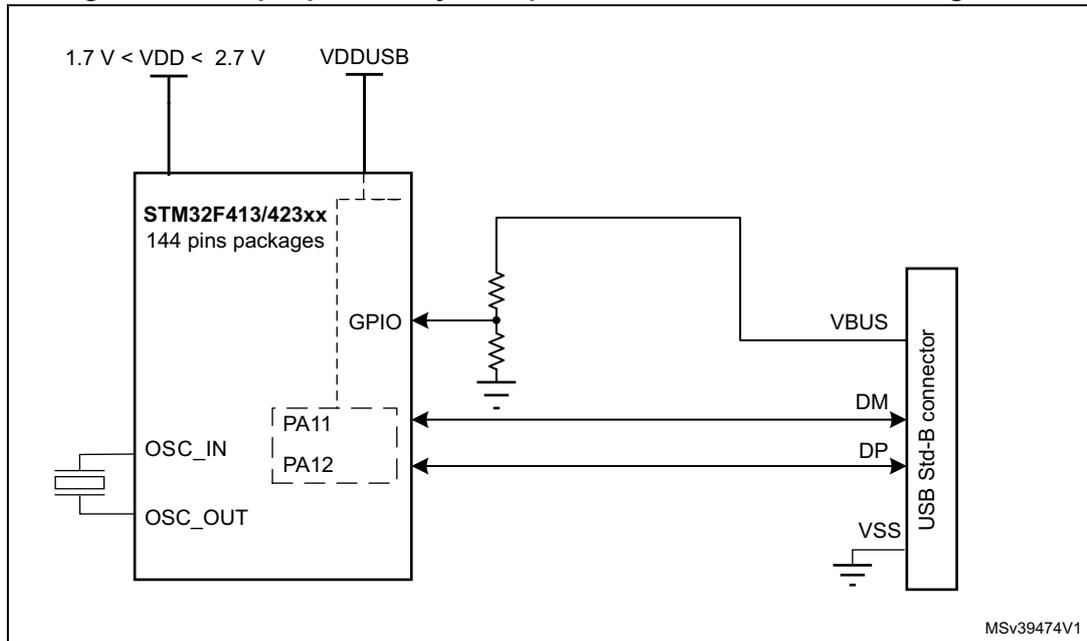 1.7 V < VDD < 2.7 V
VDDUSB
STM32F413/423xx
144 pins packages
GPIO
VBUS
PA11
DM
PA12
DP
OSC_IN
OSC_OUT
VSS
USB Std-B connector
MSv39474V1